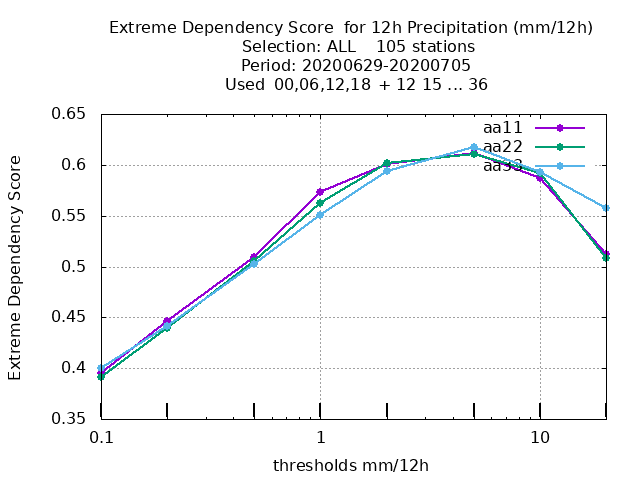 Extreme Dependency Score  for 12h Precipitation (mm/12h)
Selection: ALL    105 stations
Period: 20200629-20200705
Used  00,06,12,18  + 12 15 ... 36
0.65
aa11
aa22
0.6
aa33
0.55
Extreme Dependency Score
0.5
0.45
0.4
0.35
0.1
1
10
thresholds mm/12h